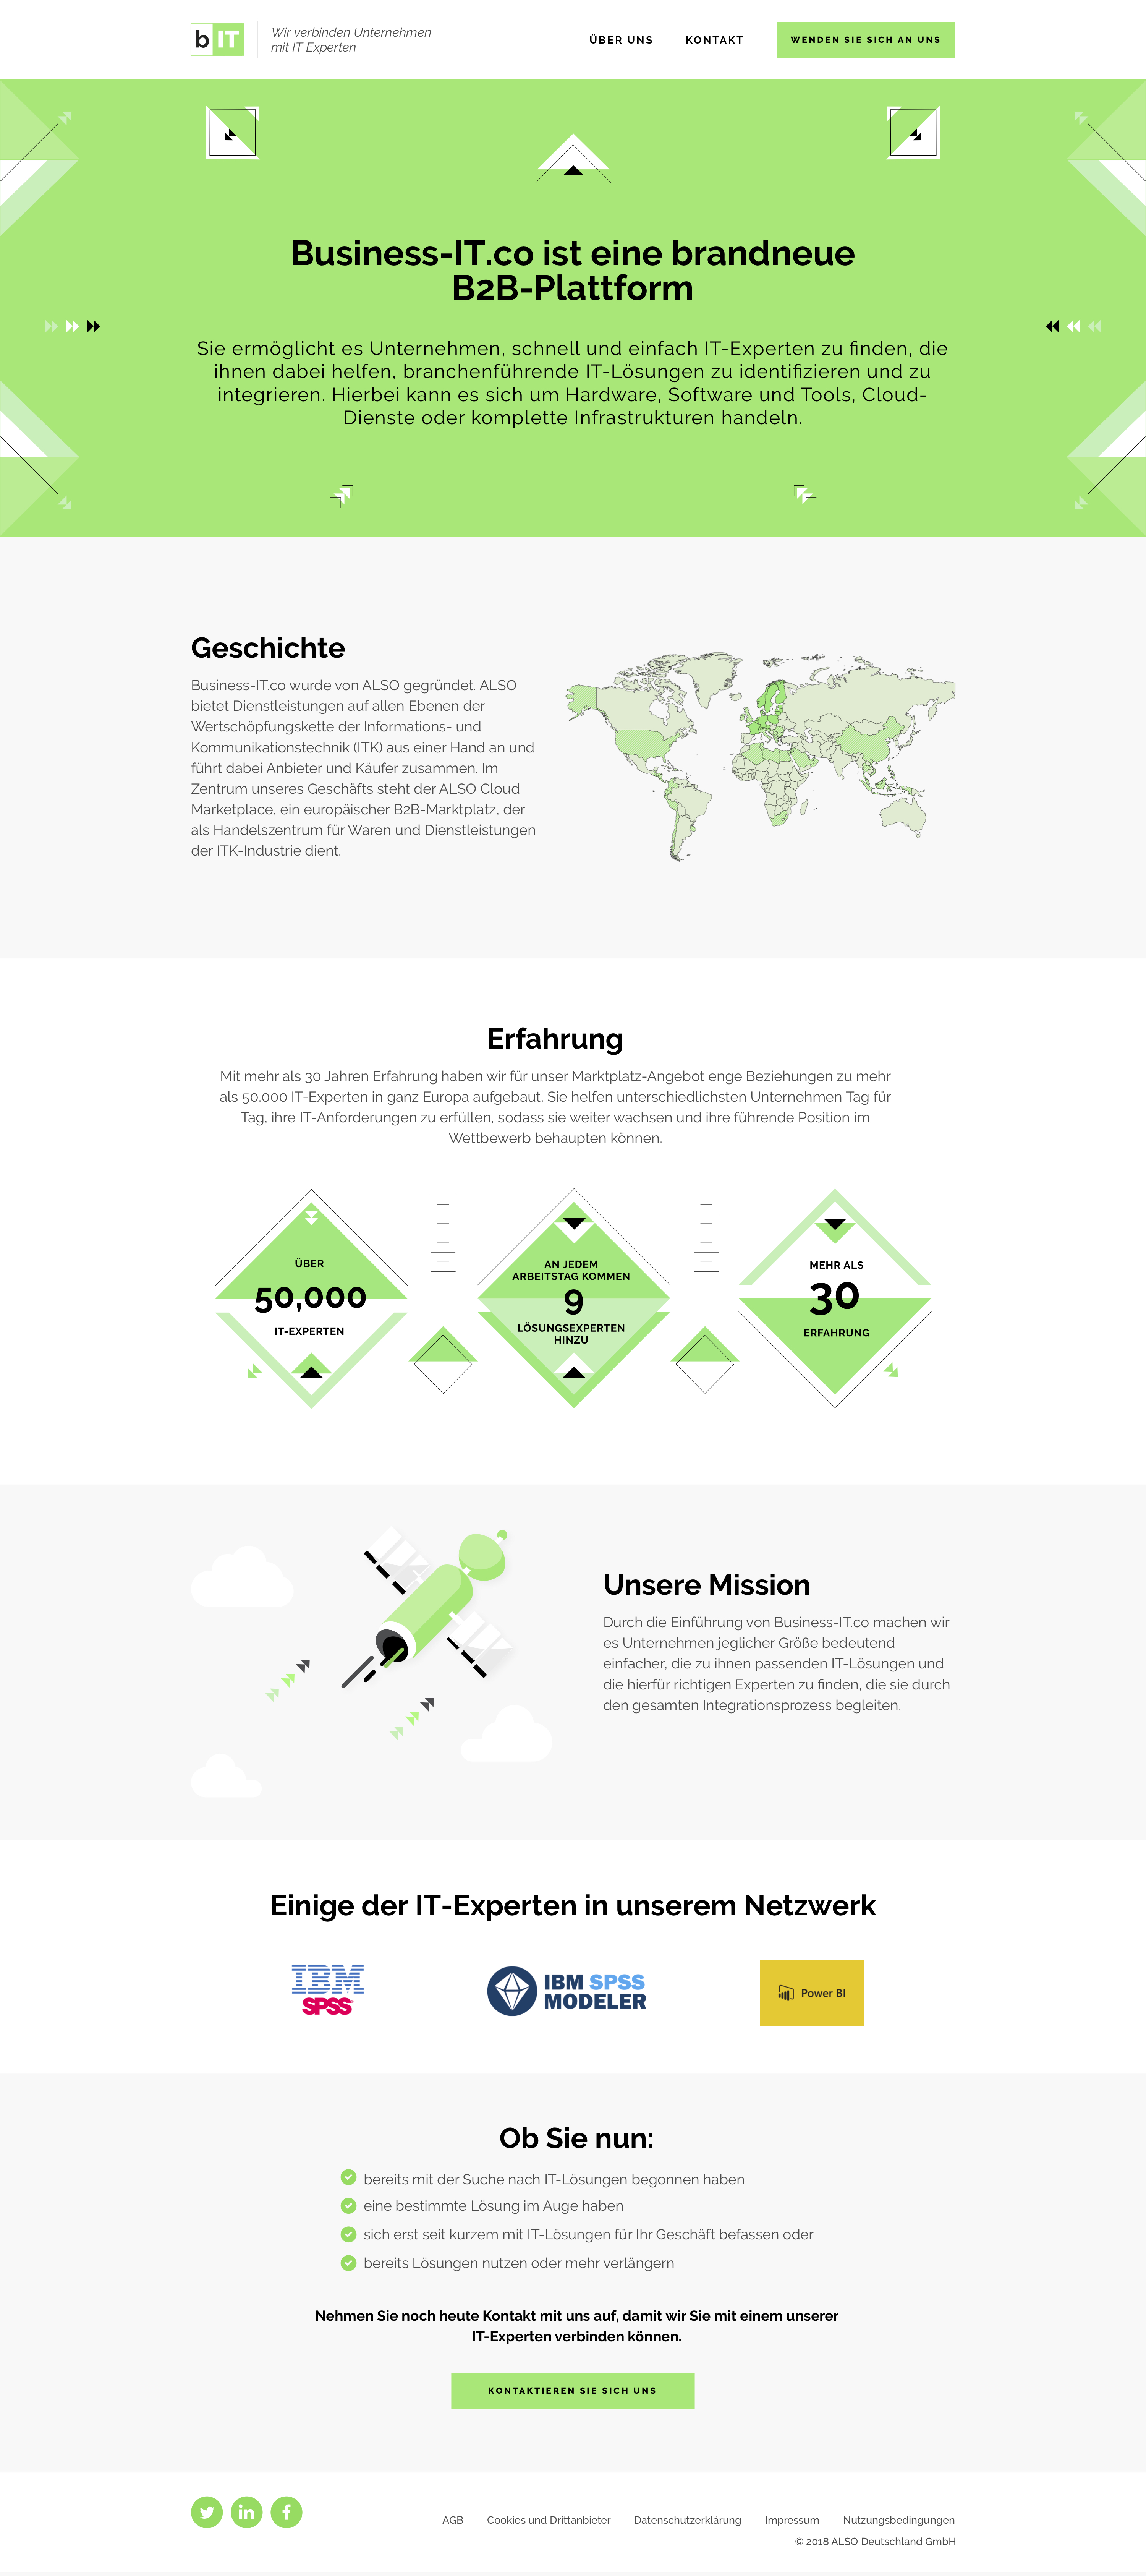 b IT
Wir verbinden Unternehmen
mit IT Experten
ÜBER UNS
KONTAKT
WENDEN SIE SICH AN UNS
Business-IT.co ist eine brandneue
B2B-Plattform
Sie ermöglicht es Unternehmen, schnell und einfach IT-Experten zu finden, die
ihnen dabei helfen, branchenführende IT-Lösungen zu identifizieren und zu
integrieren. Hierbei kann es sich um Hardware, Software und Tools, Cloud-
Dienste oder komplette Infrastrukturen handeln.
Geschichte
Business-IT.co wurde von ALSO gegründet. ALSO
bietet Dienstleistungen auf allen Ebenen der
Wertschöpfungskette der Informations- und
Kommunikationstechnik (ITK) aus einer Hand an und
führt dabei Anbieter und Käufer zusammen. Im
Zentrum unseres Geschäfts steht der ALSO Cloud
Marketplace, ein europäischer B2B-Marktplatz, der
als Handelszentrum für Waren und Dienstleistungen
der ITK-Industrie dient.
Erfahrung
Mit mehr als 30 Jahren Erfahrung haben wir für unser Marktplatz-Angebot enge Beziehungen zu mehr
als 50.000 IT-Experten in ganz Europa aufgebaut. Sie helfen unterschiedlichsten Unternehmen Tag für
Tag, ihre IT-Anforderungen zu erfüllen, sodass sie weiter wachsen und ihre führende Position im
Wettbewerb behaupten können.
ÜBER
50,000
IT-EXPERTEN
AN JEDEM
ARBEITSTAG KOMMEN
9
LÖSUNGSEXPERTEN
HINZU
MEHR ALS
30
ERFAHRUNG
Unsere Mission
Durch die Einführung von Business-IT.co machen wir
es Unternehmen jeglicher Größe bedeutend
einfacher, die zu ihnen passenden IT-Lösungen und
die hierfür richtigen Experten zu finden, die sie durch
den gesamten Integrationsprozess begleiten.
Einige der IT-Experten in unserem Netzwerk
IBM
SPSS
IBM SPSS
MODELER
Power BI
Ob Sie nun:
bereits mit der Suche nach IT-Lösungen begonnen haben
eine bestimmte Lösung im Auge haben
sich erst seit kurzem mit IT-Lösungen für Ihr Geschäft befassen oder
bereits Lösungen nutzen oder mehr verlängern
Nehmen Sie noch heute Kontakt mit uns auf, damit wir Sie mit einem unserer
IT-Experten verbinden können.
KONTAKTIEREN SIE SICH UNS
in f
AGB
Cookies und Drittanbieter
Datenschutzerklärung
Impressum
Nutzungsbedingungen
© 2018 ALSO Deutschland GmbH